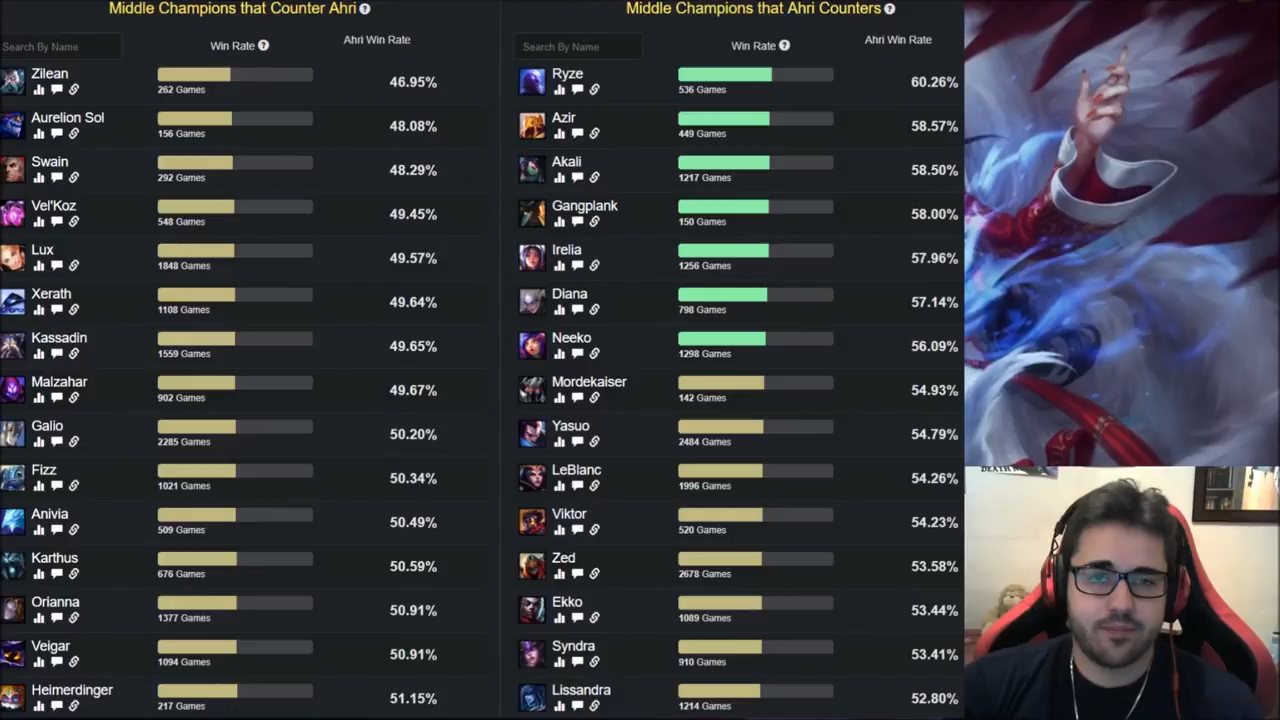 Middle Champions that Counter Ahri ?
Search By Name
Win Rate ?
Ahri Win Rate
Zilean
262 Games
46.95%
Aurelion Sol
156 Games
48.08%
Swain
292 Games
48.29%
Vel'Koz
548 Games
49.45%
Lux
1848 Games
49.57%
Xerath
1108 Games
49.64%
Kassadin
1559 Games
49.65%
Malzahar
902 Games
49.67%
Galio
2285 Games
50.20%
Fizz
1021 Games
50.34%
Anivia
509 Games
50.49%
Karthus
676 Games
50.59%
Orianna
1377 Games
50.91%
Veigar
1094 Games
50.91%
Heimerdinger
217 Games
51.15%
Middle Champions that Ahri Counters ?
Search By Name
Win Rate ?
Ahri Win Rate
Ryze
536 Games
60.26%
Azir
449 Games
58.57%
Akali
1217 Games
58.50%
Gangplank
150 Games
58.00%
Irelia
1256 Games
57.96%
Diana
798 Games
57.14%
Neeko
1298 Games
56.09%
Mordekaiser
142 Games
54.93%
Yasuo
2484 Games
54.79%
LeBlanc
1996 Games
54.26%
Viktor
520 Games
54.23%
Zed
2678 Games
53.58%
Ekko
1089 Games
53.44%
Syndra
910 Games
53.41%
Lissandra
1214 Games
52.80%
DEATH